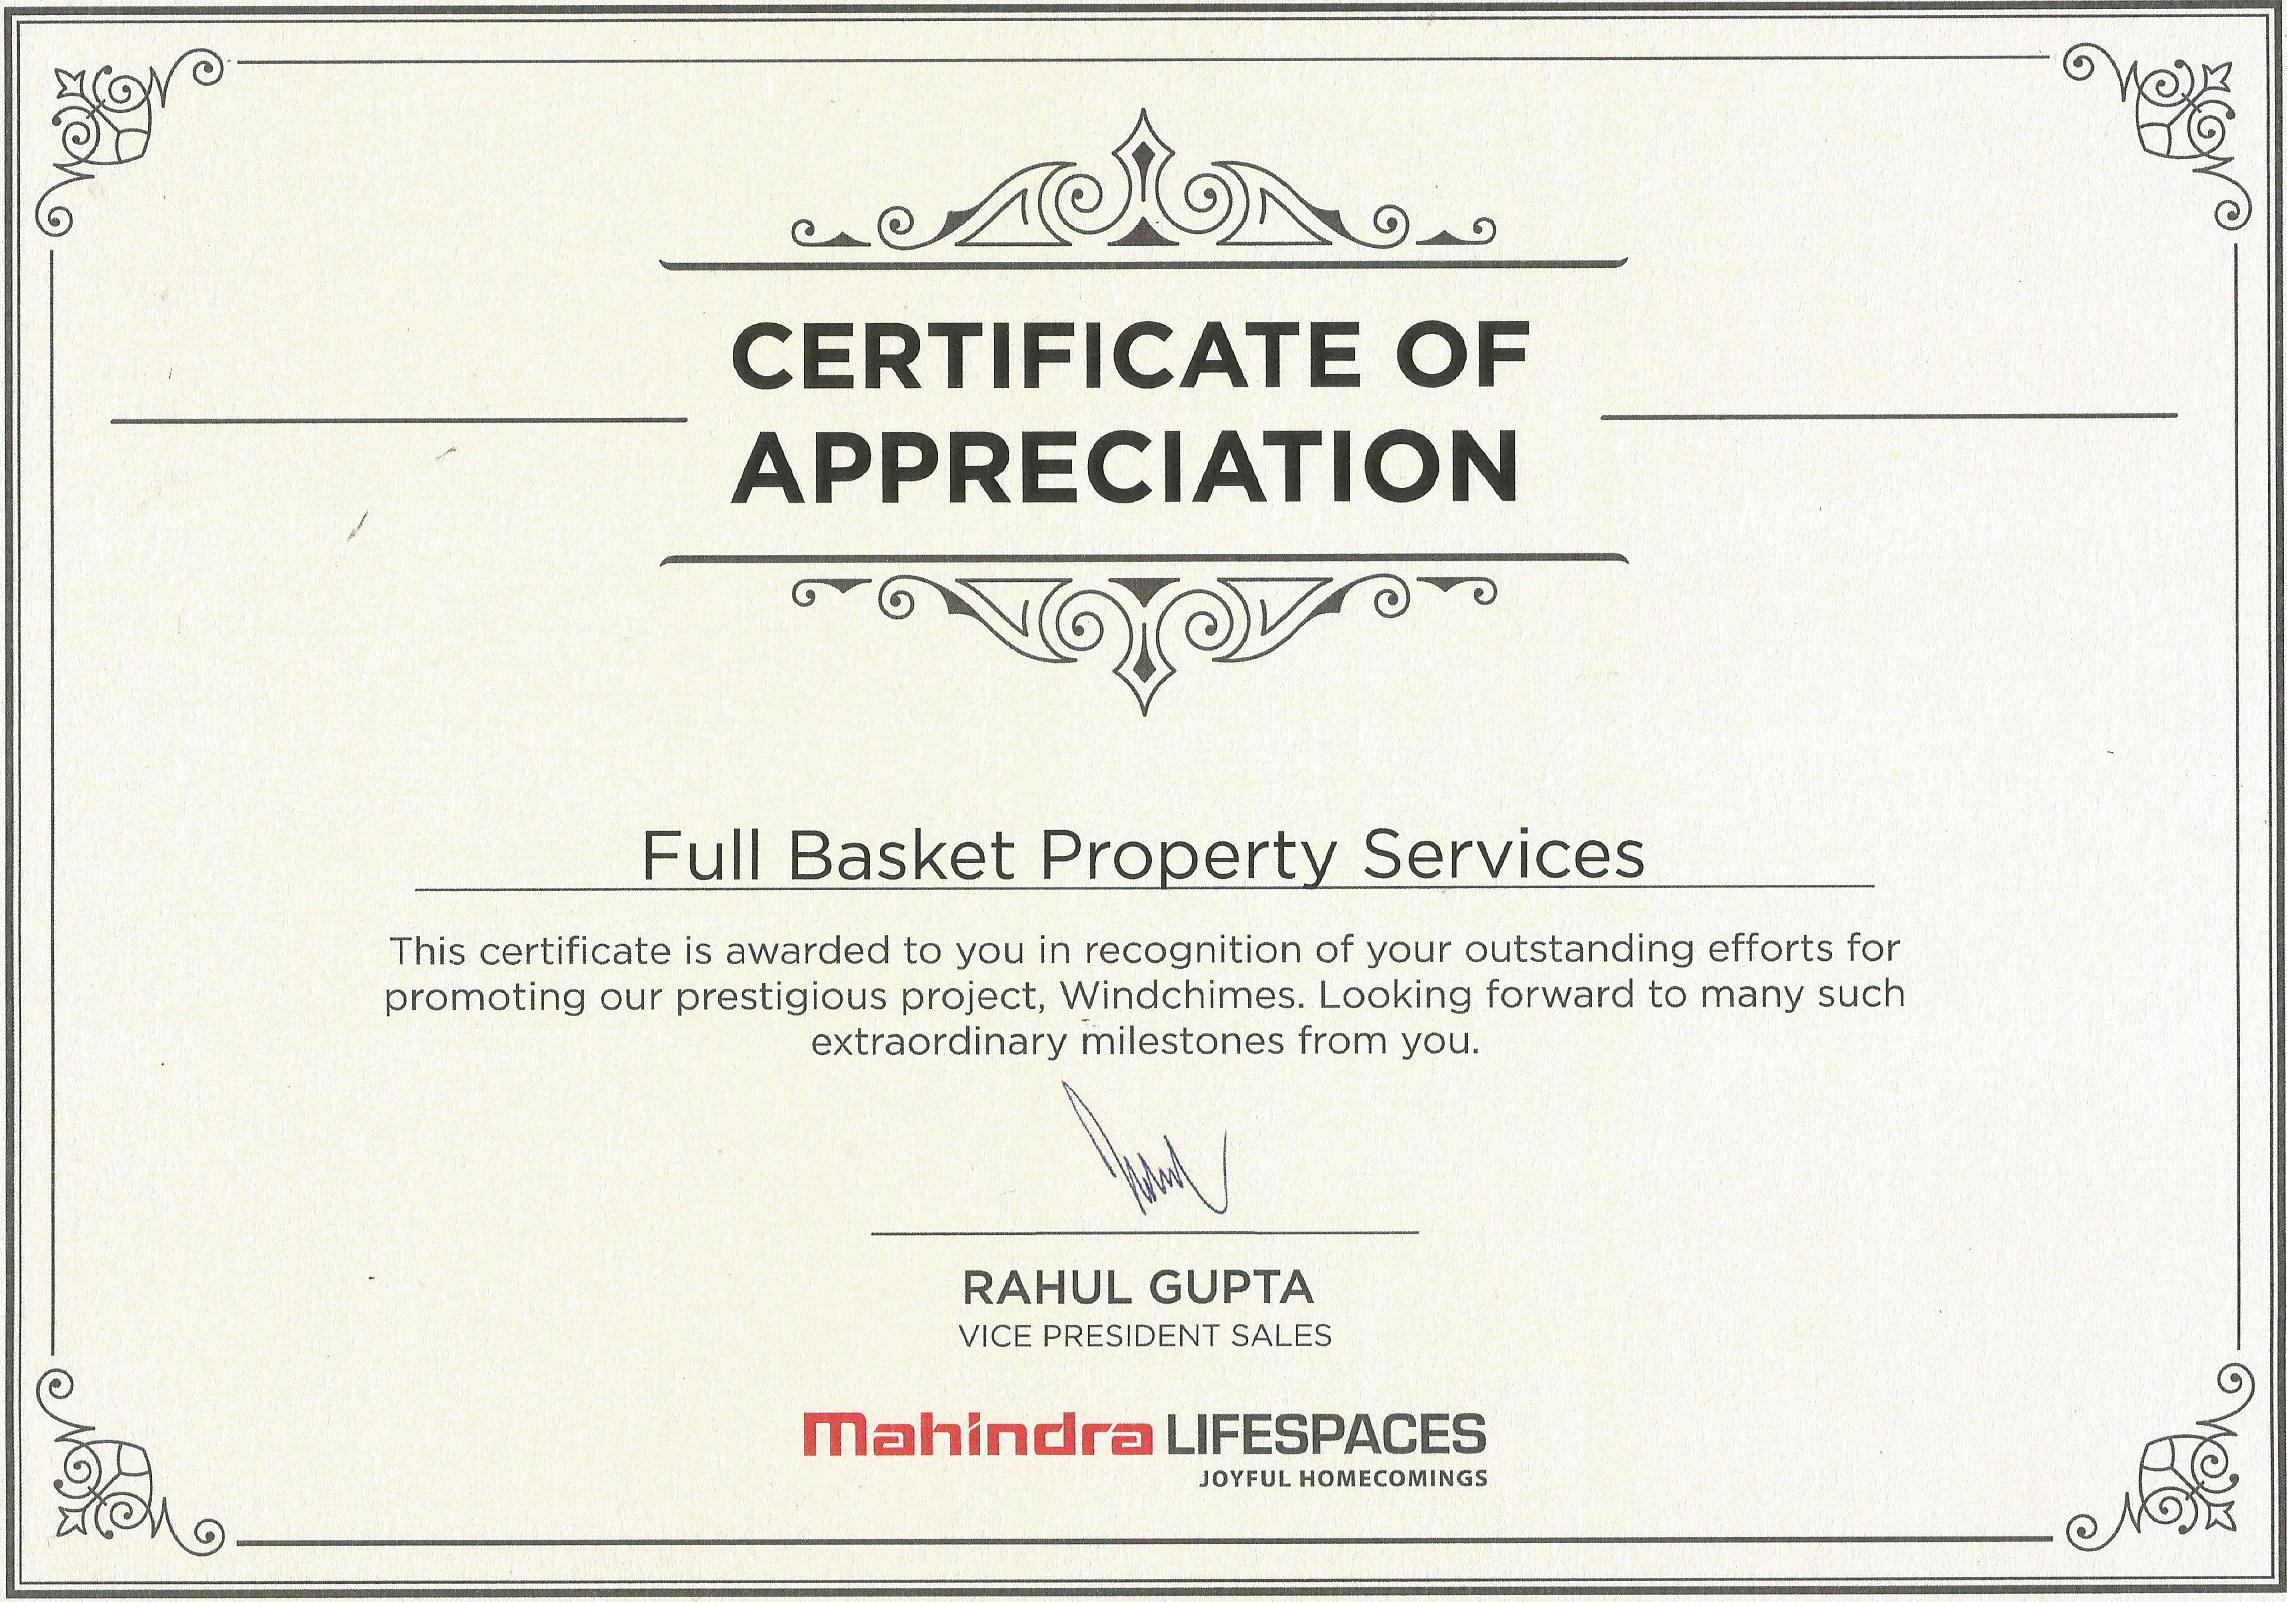 CERTIFICATE OF
APPRECIATION
Full Basket Property Services
This certificate is awarded to you in recognition of your outstanding efforts for
promoting our prestigious project, Windchimes. Looking forward to many such
extraordinary milestones from you.
RAHUL GUPTA
VICE PRESIDENT SALES
Mahindra LIFESPACES
JOYFUL HOMECOMINGS